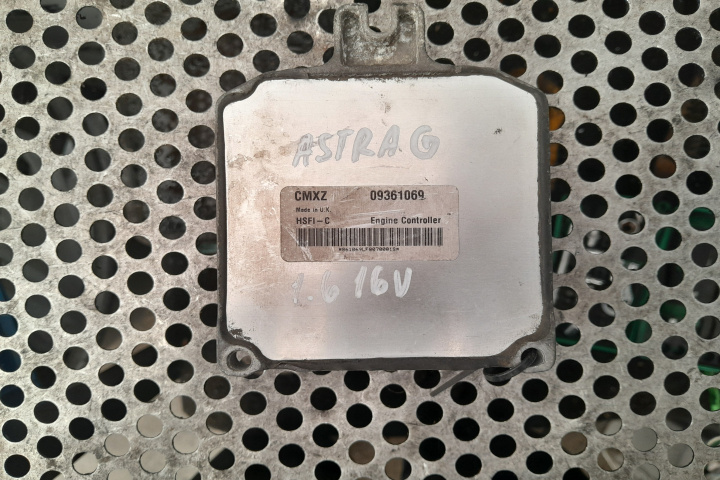 ASTRA G
CMXZ 09361069
Made in U.K.
HSFI-C Engine Controller
1.6 16V